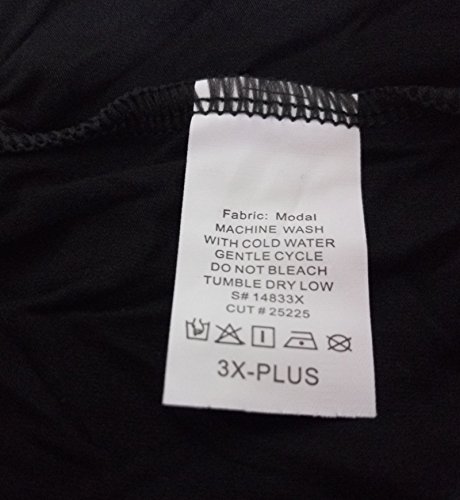 Fabric: Modal
MACHINE WASH
WITH COLD WATER
GENTLE CYCLE
DO NOT BLEACH
TUMBLE DRY LOW
S# 14833X
CUT # 25225
3X-PLUS